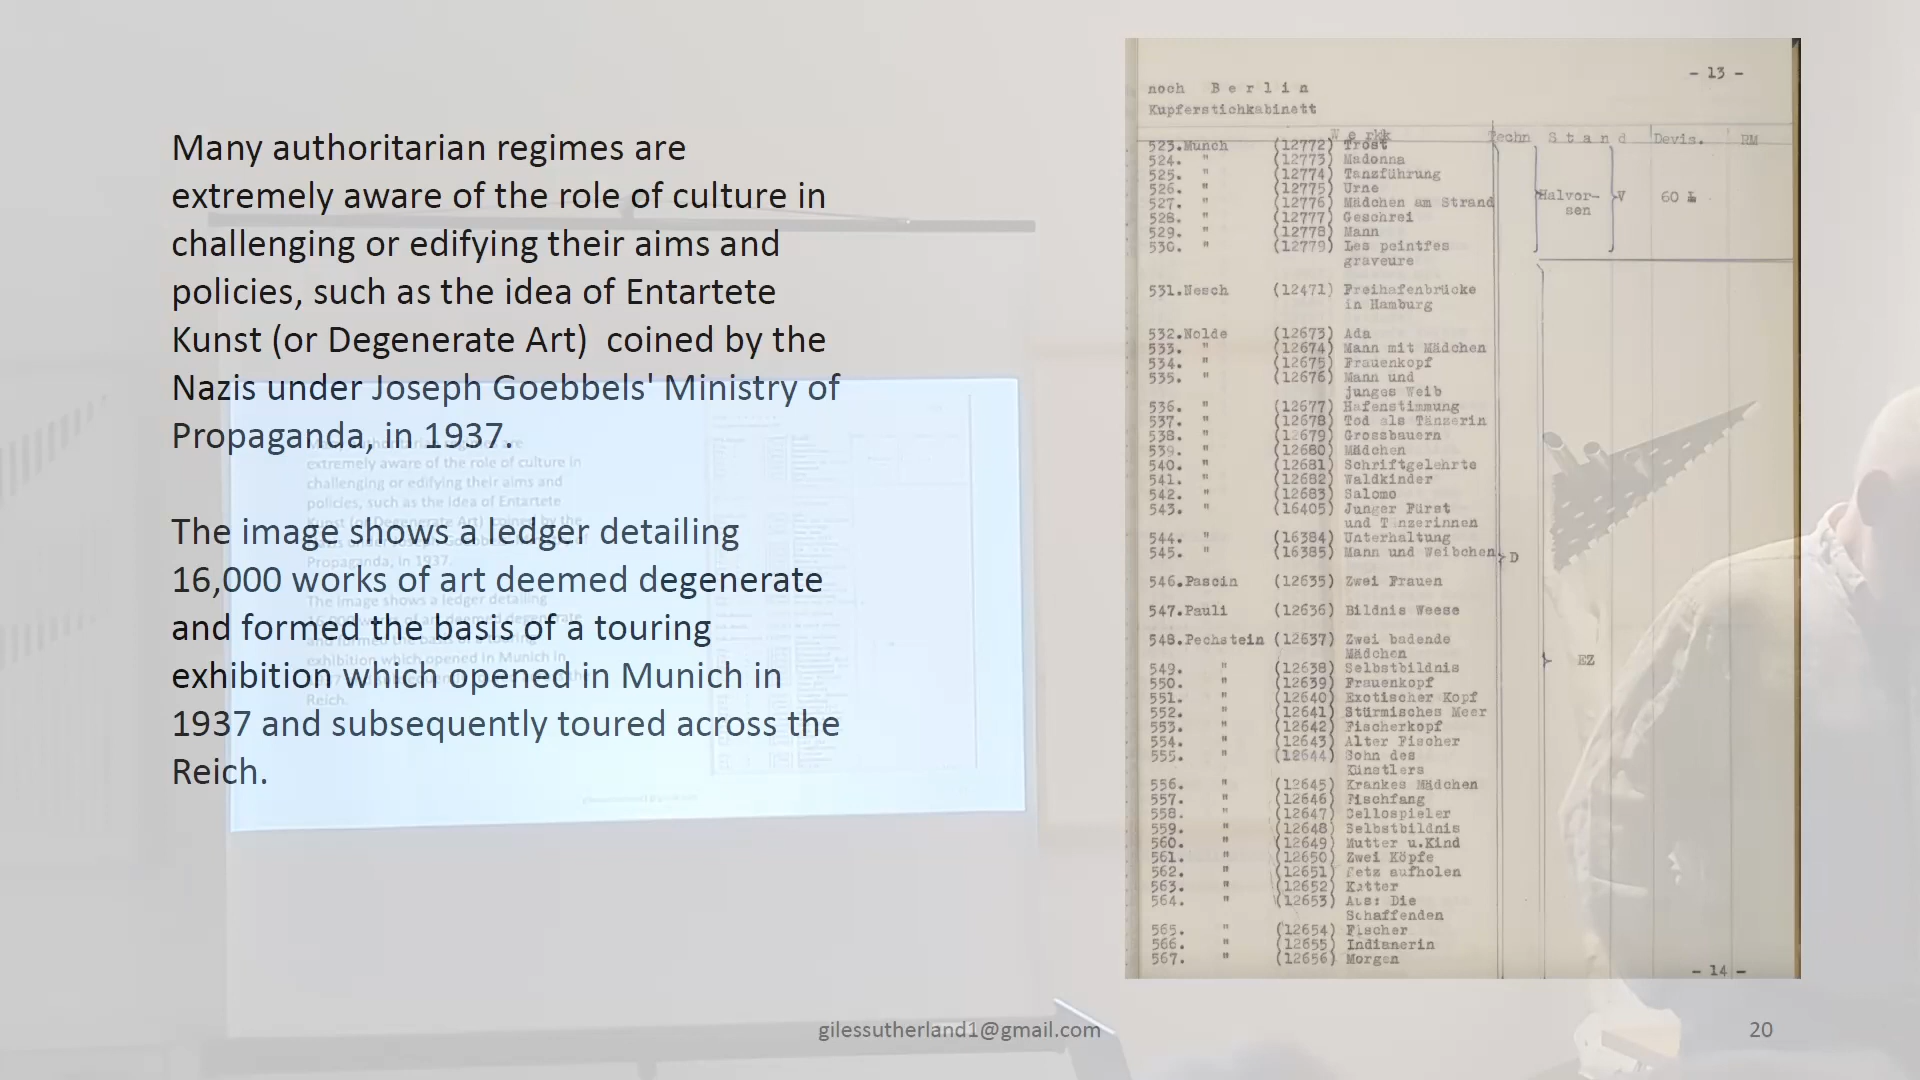 Many authoritarian regimes are
extremely aware of the role of culture in
challenging or edifying their aims and
policies, such as the idea of Entartete
Kunst (or Degenerate Art)  coined by the
Nazis under Joseph Goebbels' Ministry of
Propaganda, in 1937.
The image shows a ledger detailing
16,000 works of art deemed degenerate
and formed the basis of a touring
exhibition which opened in Munich in
1937 and subsequently toured across the
Reich.
- 13 -
noch B e r l i n
Kupferstichkabinett
W e r k Techn S t a n d Devis. RM
523.Munch (12772) Trost
524. " (12773) Madonna
525. " (12774) Tanzführung
526. " (12775) Urne
527. " (12776) Mädchen am Strand
528. " (12777) Geschrei
529. " (12778) Mann
530. " (12779) Les peintres
graveure
Halvor-
sen
V 60
531.Nesch (12471) Freihafenbrücke
in Hamburg
532.Nolde (12673) Ada
533. " (12674) Mann mit Mädchen
534. " (12675) Frauenkopf
535. " (12676) Mann und
junges Weib
536. " (12677) Hafenstimmung
537. " (12678) Tod als Tänzerin
538. " (12679) Grossbauern
539. " (12680) Mädchen
540. " (12681) Schriftgelehrte
541. " (12682) Waldkinder
542. " (12683) Salomo
543. " (16405) Junger Fürst
und Tänzerinnen
544. " (16384) Unterhaltung
545. " (16385) Mann und Weibchen D
546.Pascin (12635) Zwei Frauen
547.Pauli (12636) Bildnis Weese
548.Pechstein (12637) Zwei badende
Mädchen
EZ
549. " (12638) Selbstbildnis
550. " (12639) Frauenkopf
551. " (12640) Exotischer Kopf
552. " (12641) Stürmisches Meer
553. " (12642) Fischerkopf
554. " (12643) Alter Fischer
555. " (12644) Sohn des
Künstlers
556. " (12645) Krankes Mädchen
557. " (12646) Fischfang
558. " (12647) Cellospieler
559. " (12648) Selbstbildnis
560. " (12649) Mutter u.Kind
561. " (12650) Zwei Köpfe
562. " (12651) Netz aufholen
563. " (12652) Kutter
564. " (12653) Aus: Die
Schaffenden
565. " (12654) Fischer
566. " (12655) Indianerin
567. " (12656) Morgen
- 14 -
gilessutherland1@gmail.com
20